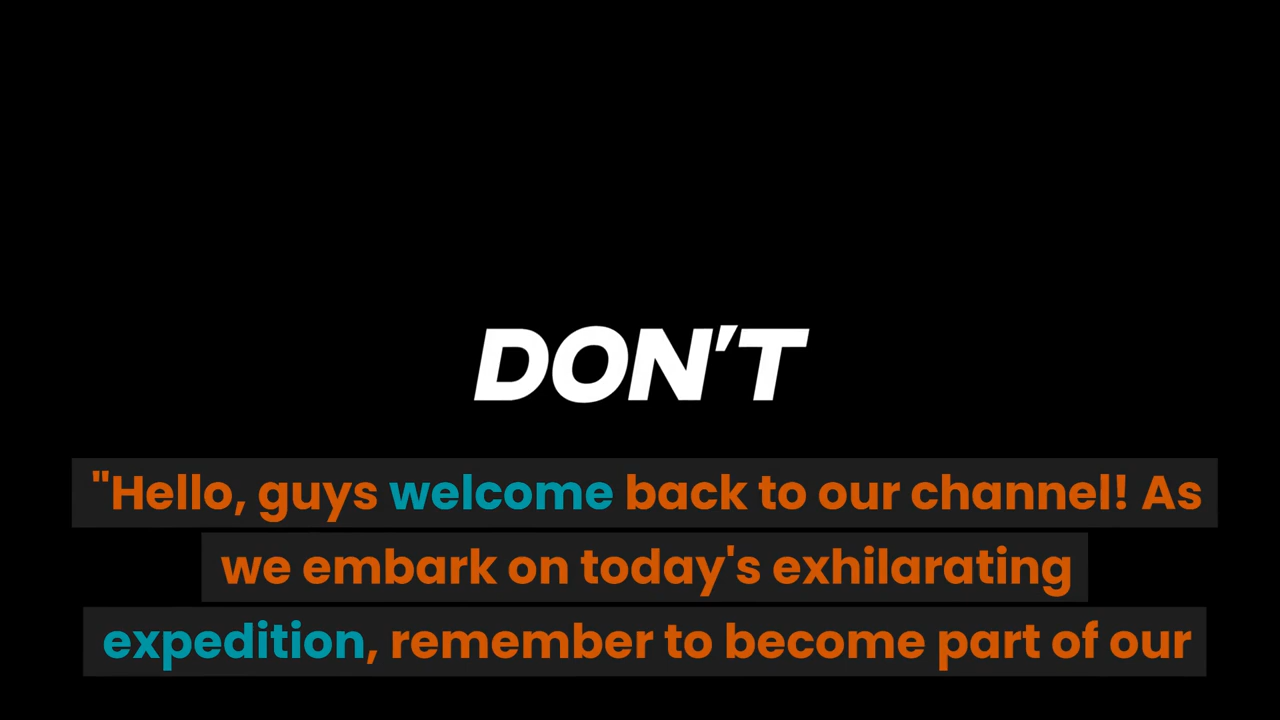 DON'T
"Hello, guys welcome back to our channel! As
we embark on today's exhilarating
expedition, remember to become part of our